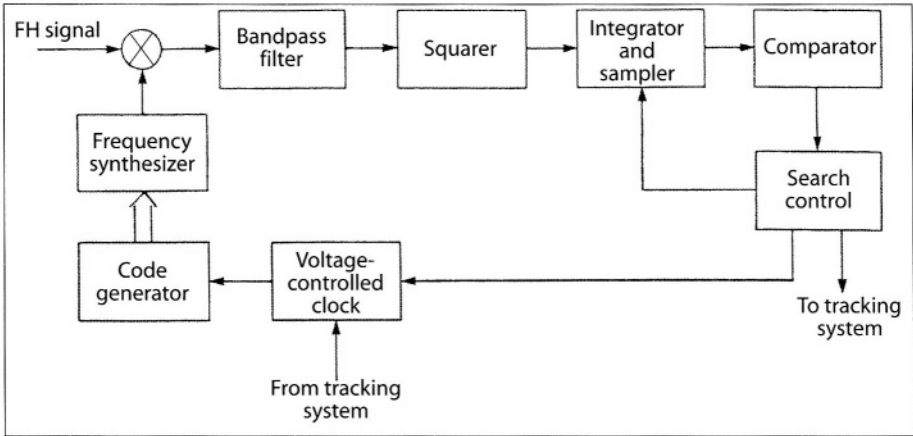 FH signal
Bandpass
filter
Squarer
Integrator
and
sampler
Comparator
Frequency
synthesizer
Search
control
Code
generator
Voltage-
controlled
clock
To tracking
system
From tracking
system